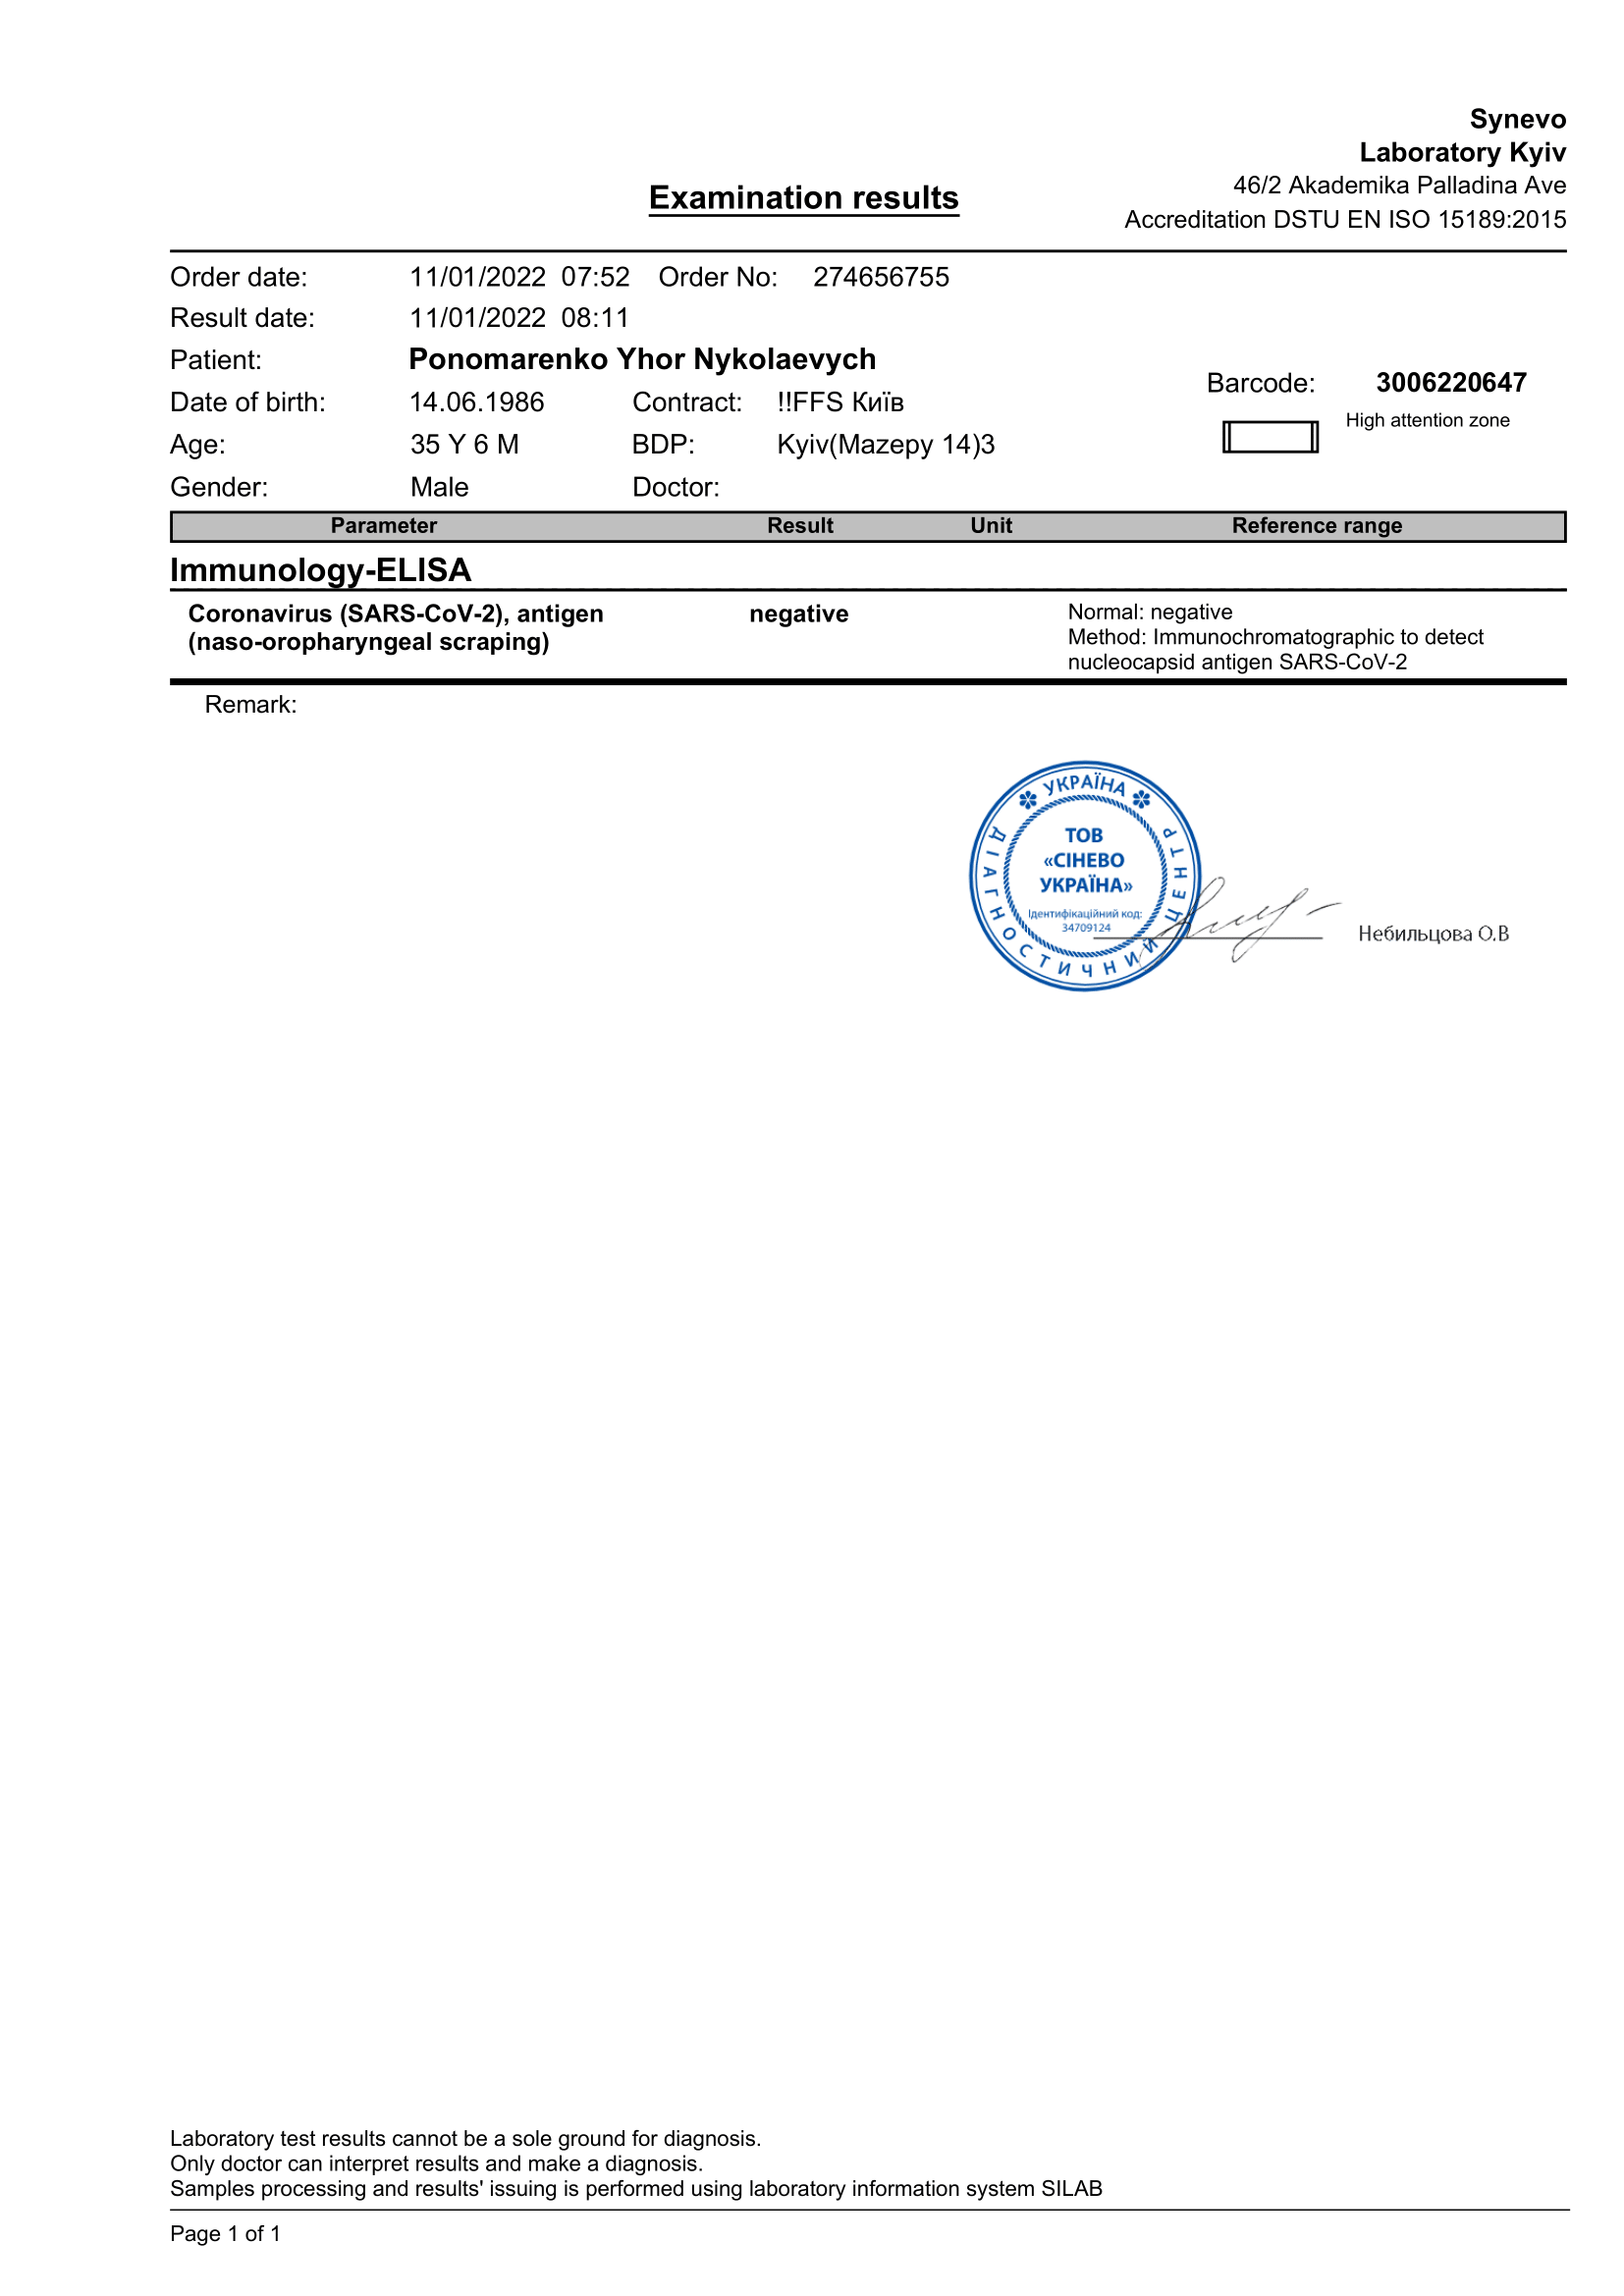 Synevo
Laboratory Kyiv
46/2 Akademika Palladina Ave
Accreditation DSTU EN ISO 15189:2015
Examination results
Order date: 11/01/2022 07:52 Order No: 274656755
Result date: 11/01/2022 08:11
Patient: Ponomarenko Yhor Nykolaevych
Barcode: 3006220647
Date of birth: 14.06.1986 Contract: !!FFS Київ
High attention zone
Age: 35 Y 6 M BDP: Kyiv(Mazepy 14)3
Gender: Male Doctor:
Parameter Result Unit Reference range
Immunology-ELISA
Coronavirus (SARS-CoV-2), antigen negative Normal: negative
(naso-oropharyngeal scraping) Method: Immunochromatographic to detect
nucleocapsid antigen SARS-CoV-2
Remark:
УКРАЇНА
ДІАГНОСТИЧНИЙ ЦЕНТР
ТОВ
«СІНЕВО
УКРАЇНА»
Ідентифікаційний код:
34709124
Небильцова О.В
Laboratory test results cannot be a sole ground for diagnosis.
Only doctor can interpret results and make a diagnosis.
Samples processing and results' issuing is performed using laboratory information system SILAB
Page 1 of 1